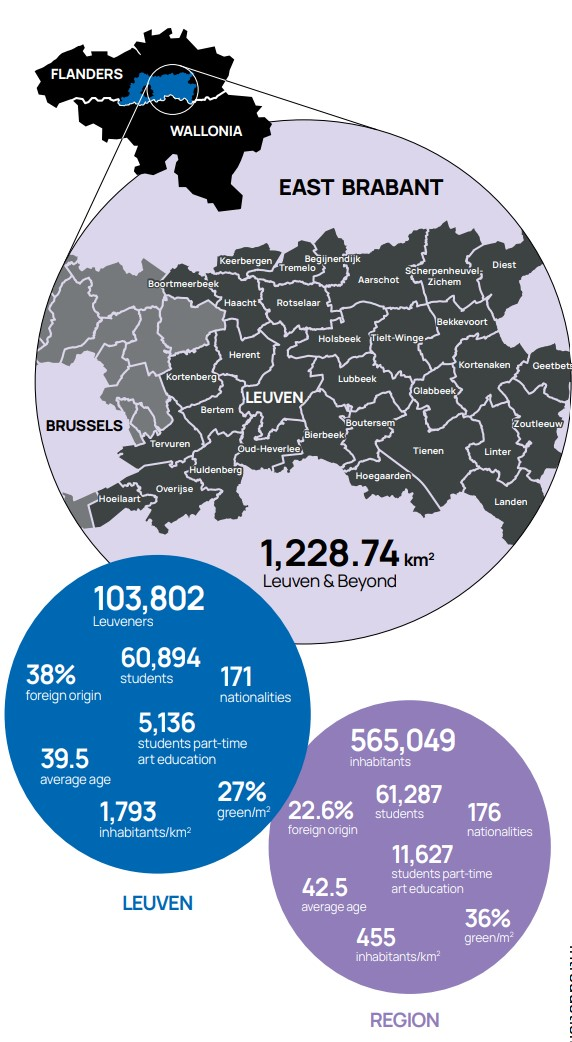 FLANDERS
WALLONIA
EAST BRABANT
Keerbergen
Tremelo
Begijnendijk
Aarschot
Scherpenheuvel-
Zichem
Diest
Boortmeerbeek
Haacht
Rotselaar
Bekkevoort
Holsbeek
Tielt-Winge
Herent
Kortenaken
Geetbets
Kortenberg
Lubbeek
Glabbeek
LEUVEN
Bertem
BRUSSELS
Boutersem
Zoutleeuw
Bierbeek
Tervuren
Oud-Heverlee
Tienen
Linter
Huldenberg
Hoegaarden
Overijse
Hoeilaart
Landen
1,228.74 km²
Leuven & Beyond
103,802
Leuveners
60,894
students
38%
foreign origin
171
nationalities
5,136
students part-time
art education
39.5
average age
27%
green/m²
1,793
inhabitants/km²
LEUVEN
565,049
inhabitants
61,287
students
22.6%
foreign origin
176
nationalities
11,627
students part-time
art education
42.5
average age
36%
green/m²
455
inhabitants/km²
REGION